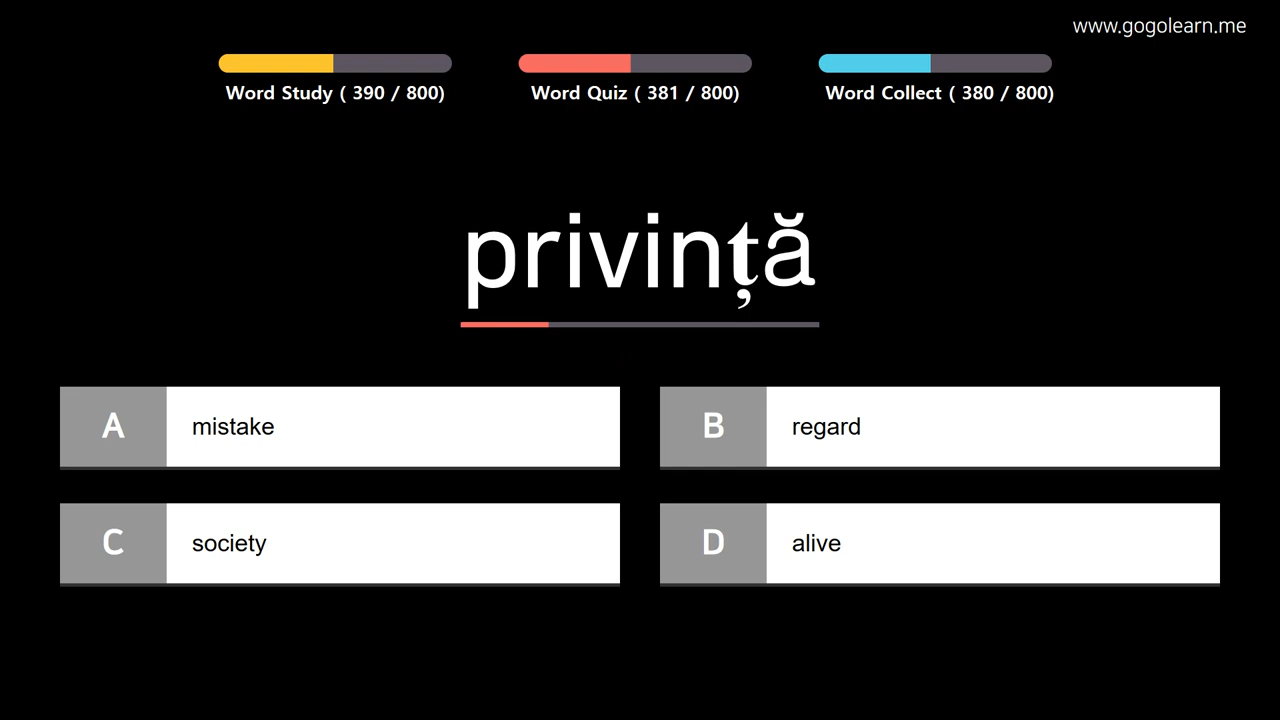 www.gogolearn.me
Word Study ( 390 / 800)
Word Quiz ( 381 / 800)
Word Collect ( 380 / 800)
privință
A mistake
B regard
C society
D alive